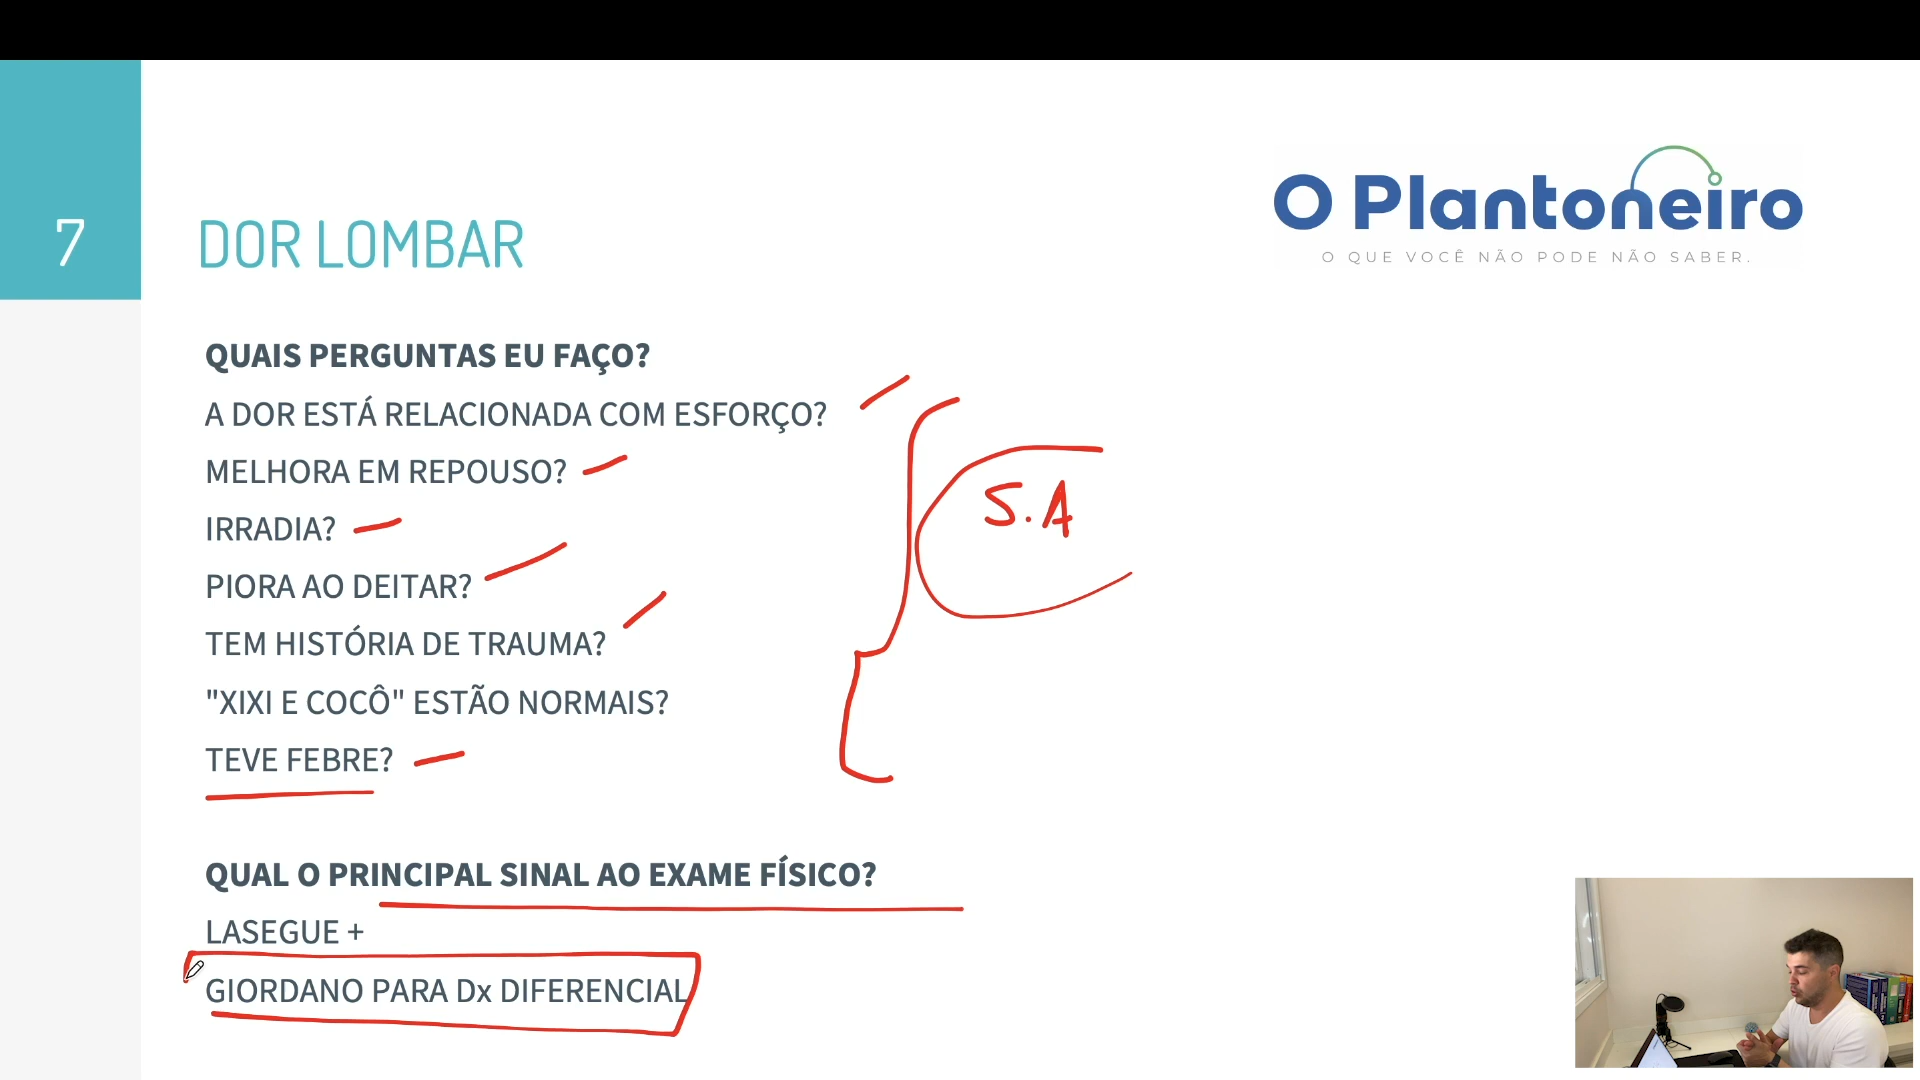 7
DOR LOMBAR
O Plantoneiro
O QUE VOCÊ NÃO PODE NÃO SABER.
QUAIS PERGUNTAS EU FAÇO?
A DOR ESTÁ RELACIONADA COM ESFORÇO?
MELHORA EM REPOUSO?
IRRADIA?
PIORA AO DEITAR?
TEM HISTÓRIA DE TRAUMA?
"XIXI E COCÔ" ESTÃO NORMAIS?
TEVE FEBRE?
S.A
QUAL O PRINCIPAL SINAL AO EXAME FÍSICO?
LASEGUE +
GIORDANO PARA Dx DIFERENCIAL